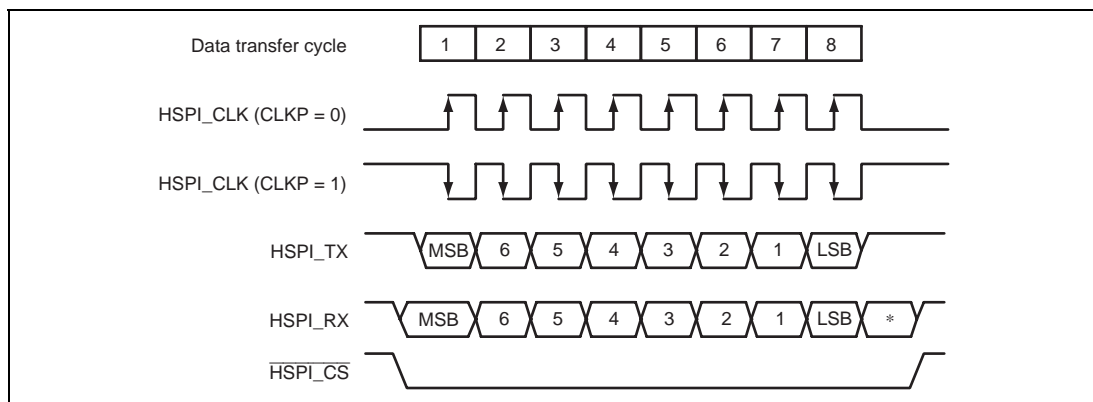 Data transfer cycle 1 2 3 4 5 6 7 8
HSPI_CLK (CLKP = 0)
HSPI_CLK (CLKP = 1)
HSPI_TX MSB 6 5 4 3 2 1 LSB
HSPI_RX MSB 6 5 4 3 2 1 LSB *
HSPI_CS